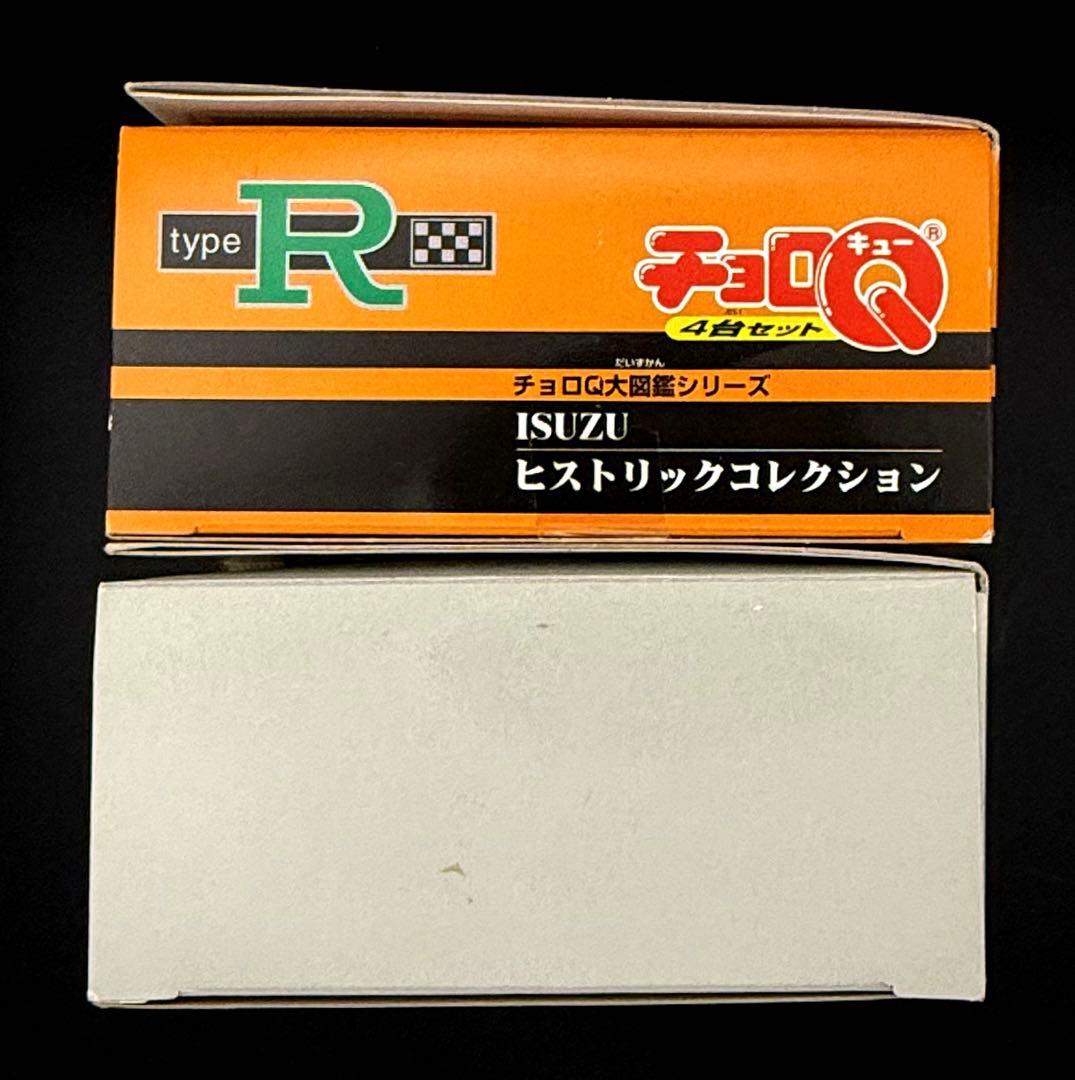 type R
チョロQ®
キュー
4台セット
だいずかん
チョロQ大図鑑シリーズ
ISUZU
ヒストリックコレクション